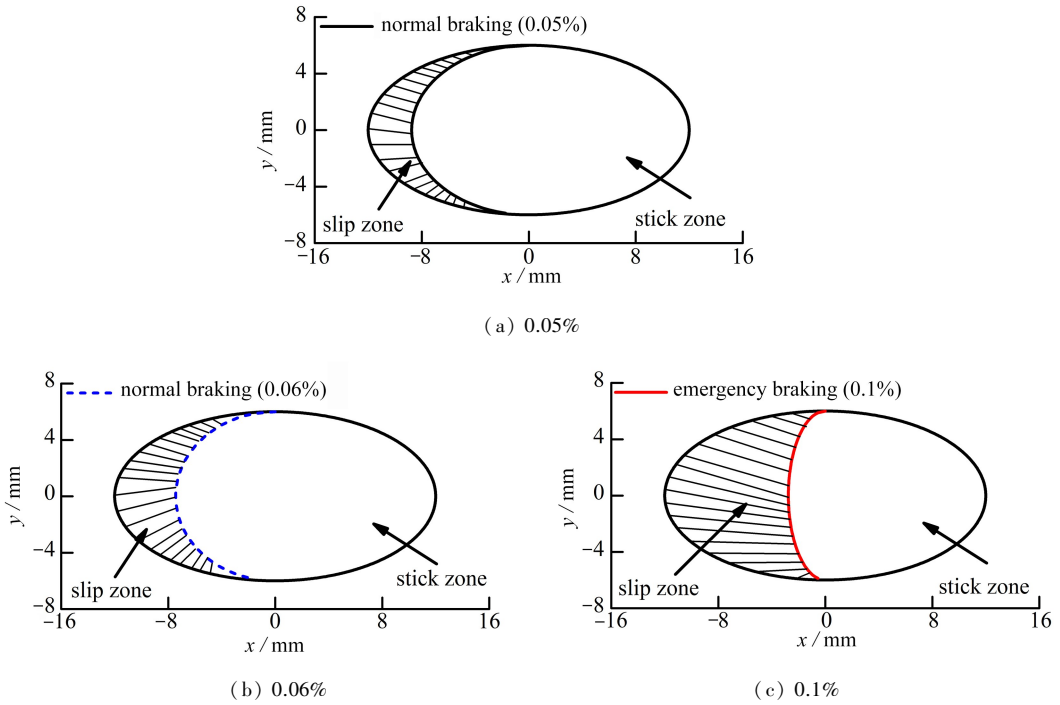 normal braking (0.05%)
8
4
0
−4
−8
y / mm
slip zone
stick zone
−16
−8
0
8
16
x / mm
(a) 0.05%
normal braking (0.06%)
8
4
0
−4
−8
y / mm
slip zone
stick zone
−16
−8
0
8
16
x / mm
(b) 0.06%
emergency braking (0.1%)
8
4
0
−4
−8
y / mm
slip zone
stick zone
−16
−8
0
8
16
x / mm
(c) 0.1%